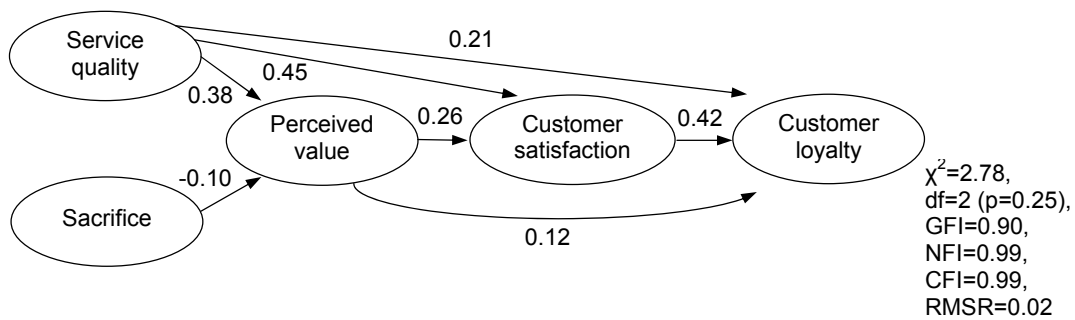 Service
quality
0.21
0.45
0.38
Perceived
value
0.26
Customer
satisfaction
0.42
Customer
loyalty
-0.10
Sacrifice
0.12
χ²=2.78,
df=2 (p=0.25),
GFI=0.90,
NFI=0.99,
CFI=0.99,
RMSR=0.02